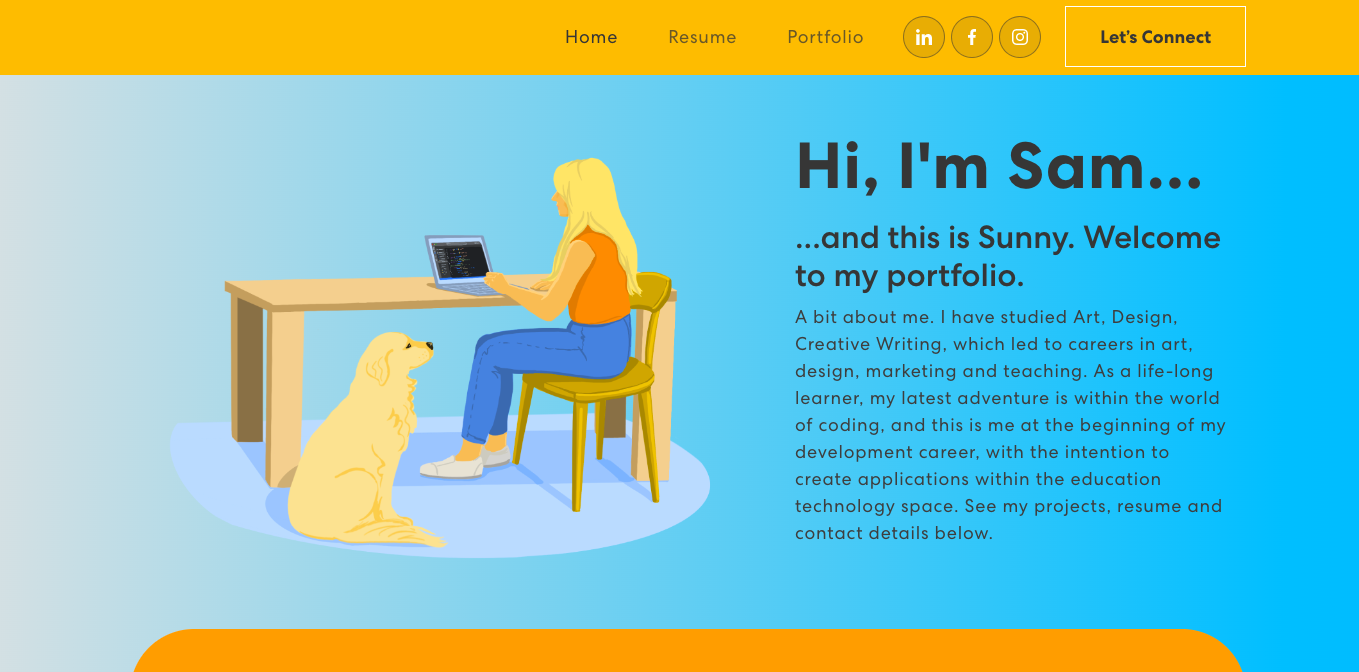 Home
Resume
Portfolio
in
f
Let's Connect
Hi, I'm Sam...
...and this is Sunny. Welcome
to my portfolio.
A bit about me. I have studied Art, Design,
Creative Writing, which led to careers in art,
design, marketing and teaching. As a life-long
learner, my latest adventure is within the world
of coding, and this is me at the beginning of my
development career, with the intention to
create applications within the education
technology space. See my projects, resume and
contact details below.